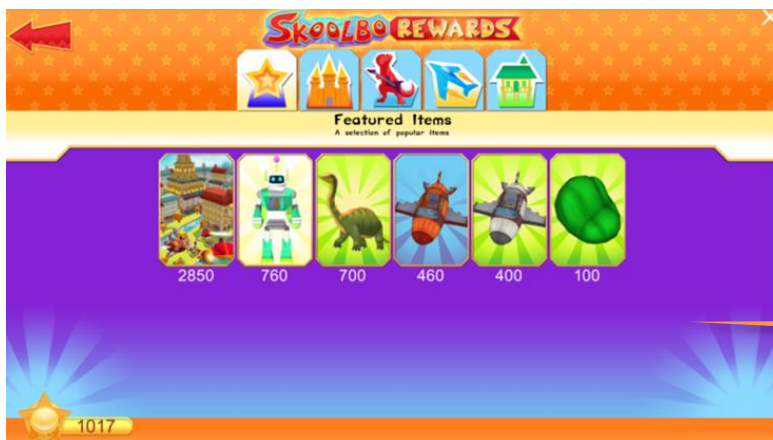 SKOOLBO REWARDS
Featured Items
A selection of popular items
2850 760 700 460 400 100
1017